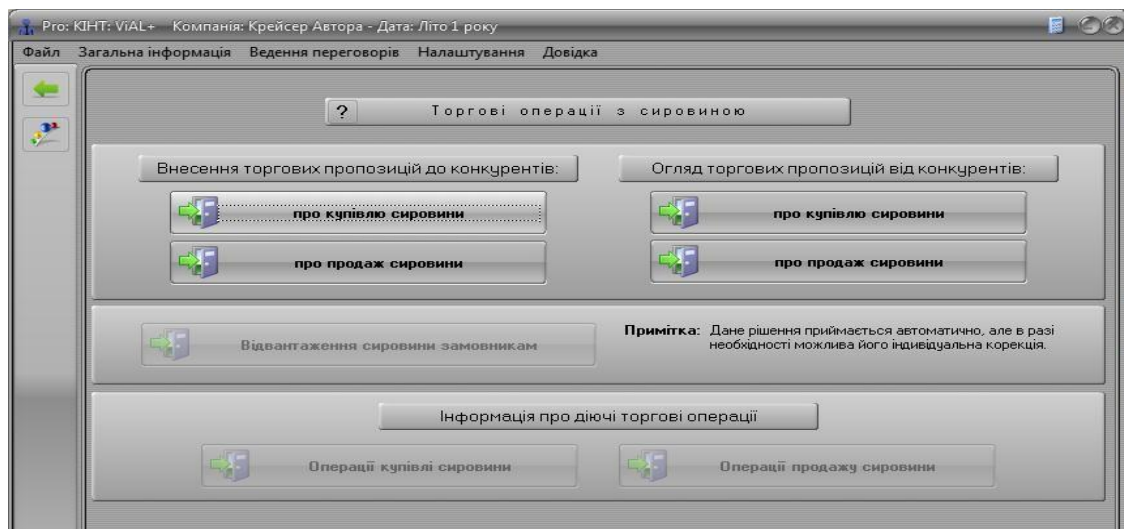 Pro: КІНТ: ViAL+ Компанія: Крейсер Автора - Дата: Літо 1 року
Файл Загальна інформація Ведення переговорів Налаштування Довідка
? Торгові операції з сировиною
Внесення торгових пропозицій до конкурентів:
про купівлю сировини
про продаж сировини
Огляд торгових пропозицій від конкурентів:
про купівлю сировини
про продаж сировини
Відвантаження сировини замовникам
Примітка: Дане рішення приймається автоматично, але в разі
необхідності можлива його індивідуальна корекція.
Інформація про діючі торгові операції
Операції купівлі сировини
Операції продажу сировини